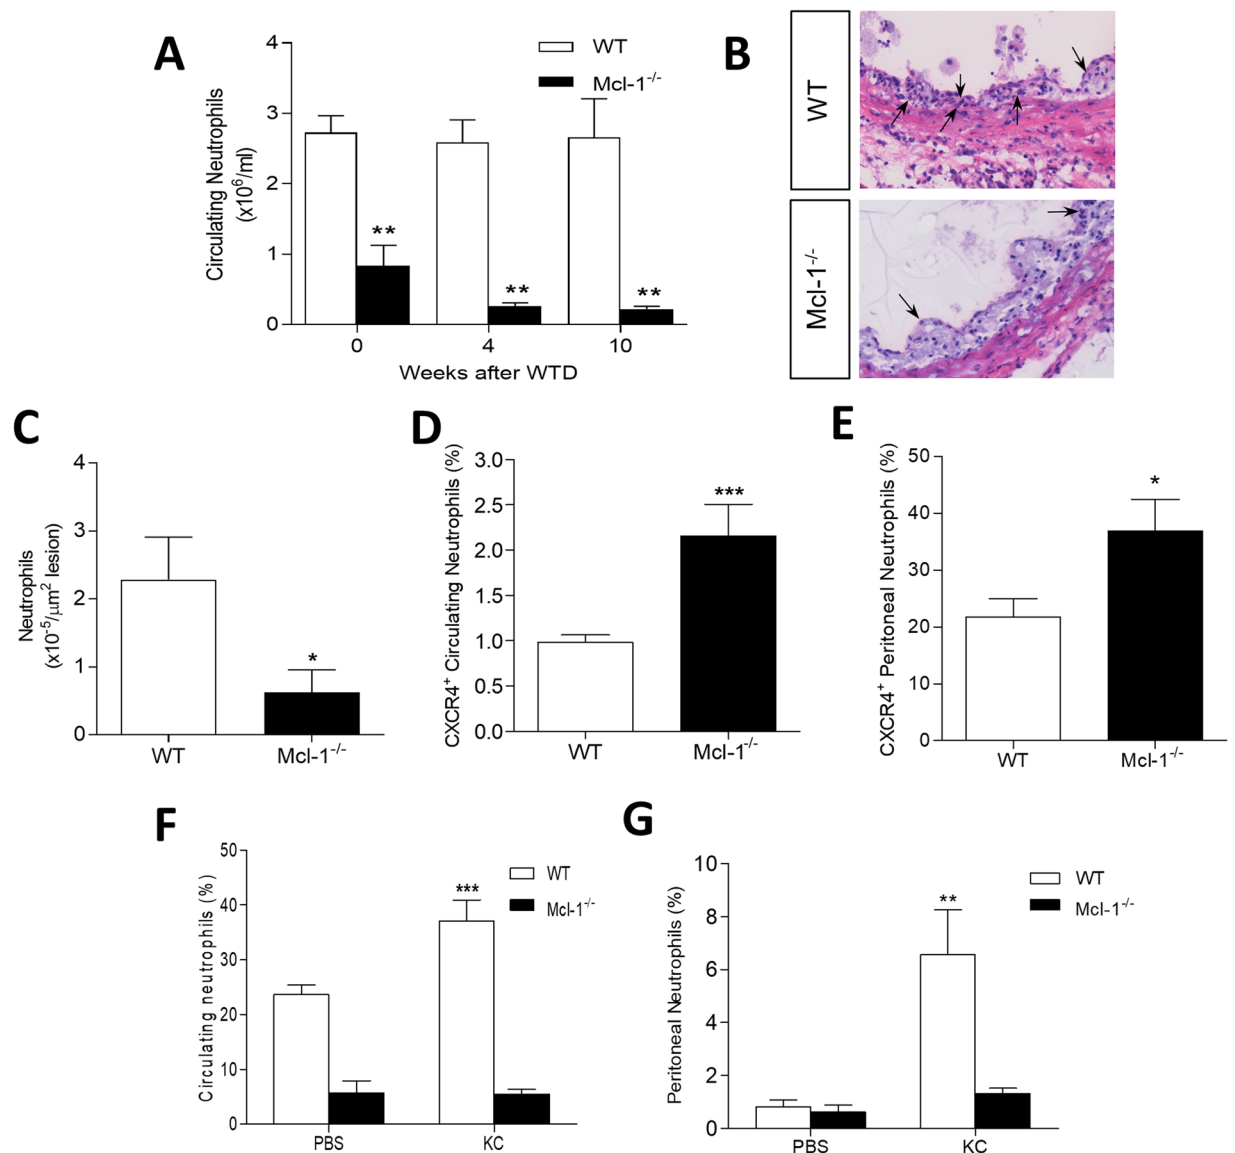 A
Circulating Neutrophils
(x10⁶/ml)
4
3
2
1
0
WT
Mcl-1⁻/⁻
**
**
**
0 4 10
Weeks after WTD
B
WT
Mcl-1⁻/⁻
C
Neutrophils
(x10⁻⁵/μm² lesion)
4
3
2
1
0
*
WT Mcl-1⁻/⁻
D
CXCR4⁺ Circulating Neutrophils (%)
3.0
2.5
2.0
1.5
1.0
0.5
0.0
***
WT Mcl-1⁻/⁻
E
CXCR4⁺ Peritoneal Neutrophils (%)
50
40
30
20
10
0
*
WT Mcl-1⁻/⁻
F
Circulating neutrophils (%)
50
40
30
20
10
0
WT
Mcl-1⁻/⁻
***
PBS KC
G
Peritoneal Neutrophils (%)
10
8
6
4
2
0
WT
Mcl-1⁻/⁻
**
PBS KC